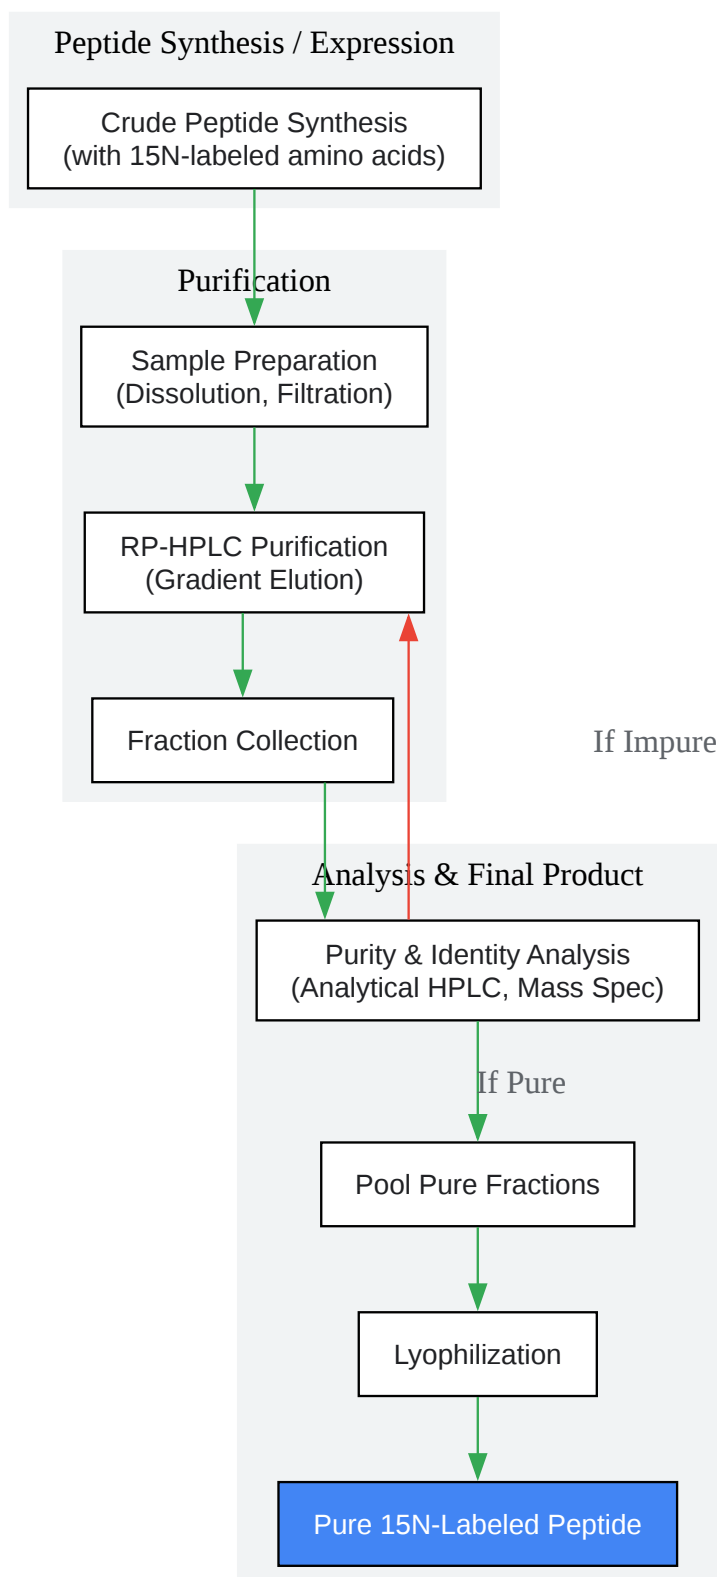 Peptide Synthesis / Expression
Crude Peptide Synthesis
(with 15N-labeled amino acids)
Purification
Sample Preparation
(Dissolution, Filtration)
RP-HPLC Purification
(Gradient Elution)
Fraction Collection
If Impure
Analysis & Final Product
Purity & Identity Analysis
(Analytical HPLC, Mass Spec)
If Pure
Pool Pure Fractions
Lyophilization
Pure 15N-Labeled Peptide